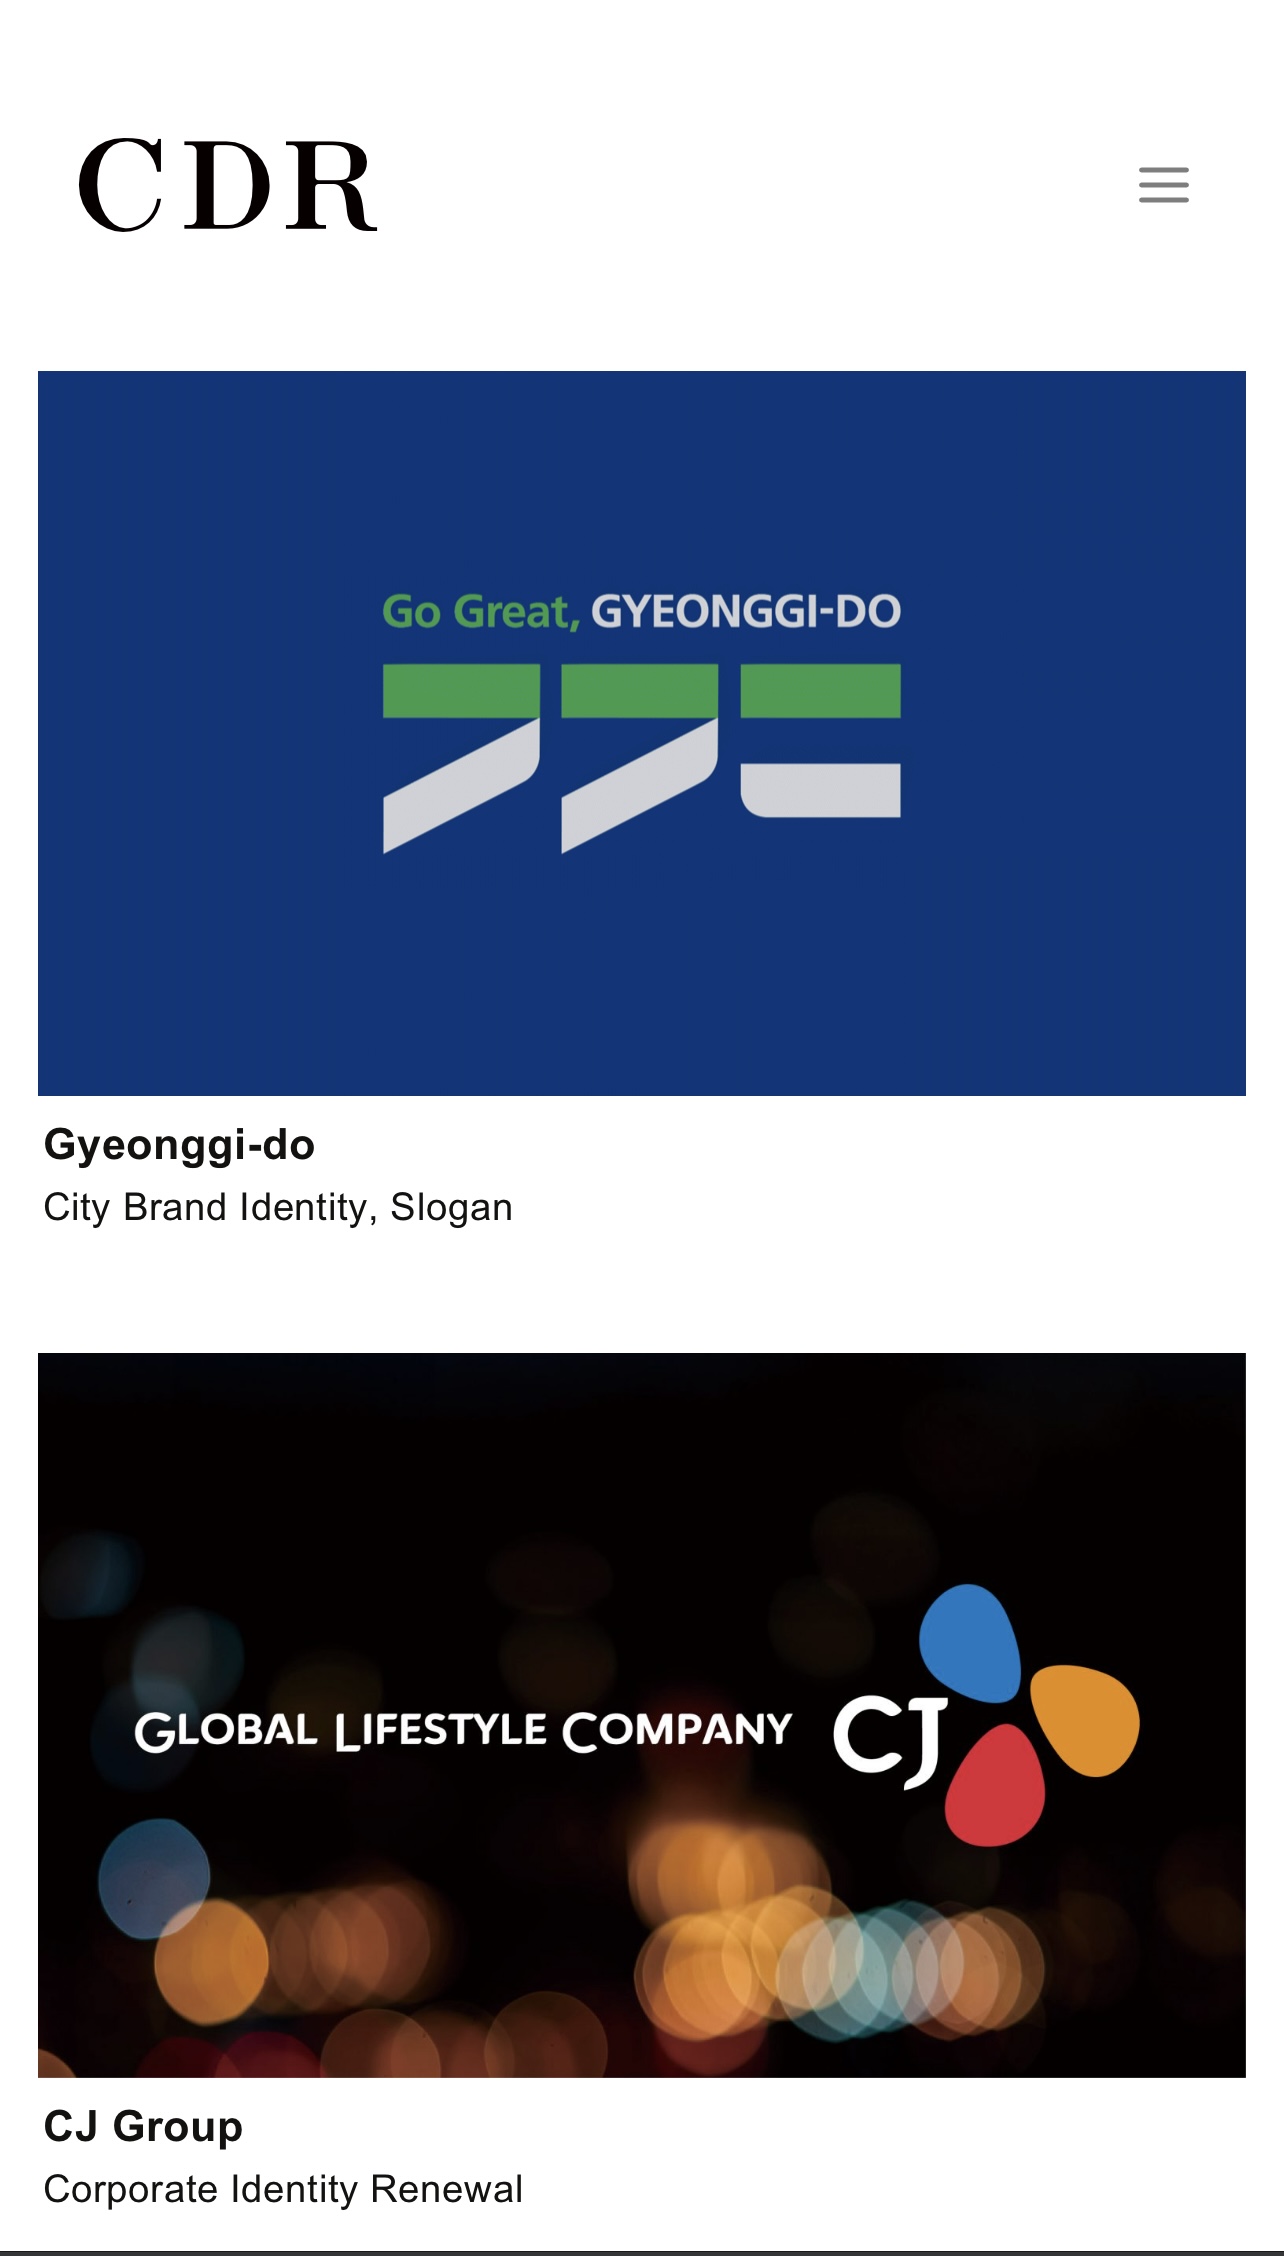 CDR
Go Great, GYEONGGI-DO
ㄱㄱㄷ
Gyeonggi-do
City Brand Identity, Slogan
GLOBAL LIFESTYLE COMPANY CJ
CJ Group
Corporate Identity Renewal